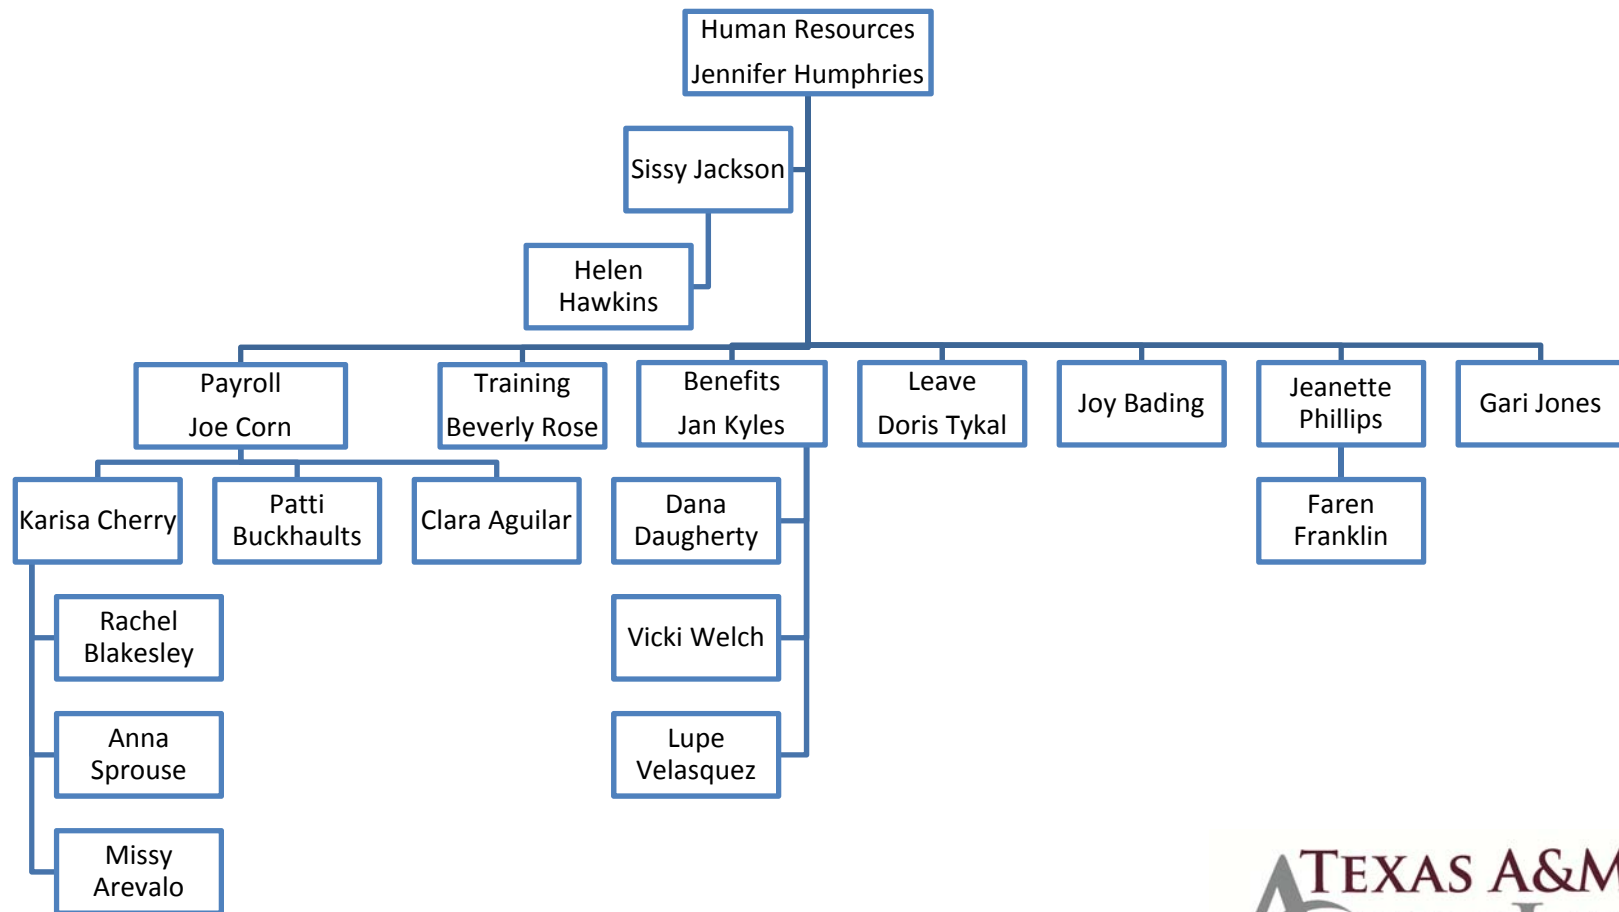 Human Resources
Jennifer Humphries
Sissy Jackson
Helen
Hawkins
Payroll
Joe Corn
Training
Beverly Rose
Benefits
Jan Kyles
Leave
Doris Tykal
Joy Bading
Jeanette
Phillips
Gari Jones
Karisa Cherry
Patti
Buckhaults
Clara Aguilar
Dana
Daugherty
Faren
Franklin
Rachel
Blakesley
Vicki Welch
Anna
Sprouse
Lupe
Velasquez
Missy
Arevalo
TEXAS A&M